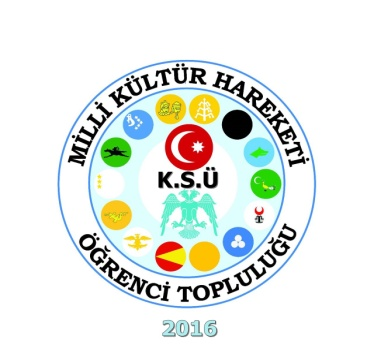 MİLLİ KÜLTÜR HAREKETİ
K.S.Ü
ÖĞRENCİ TOPLULUĞU
2016